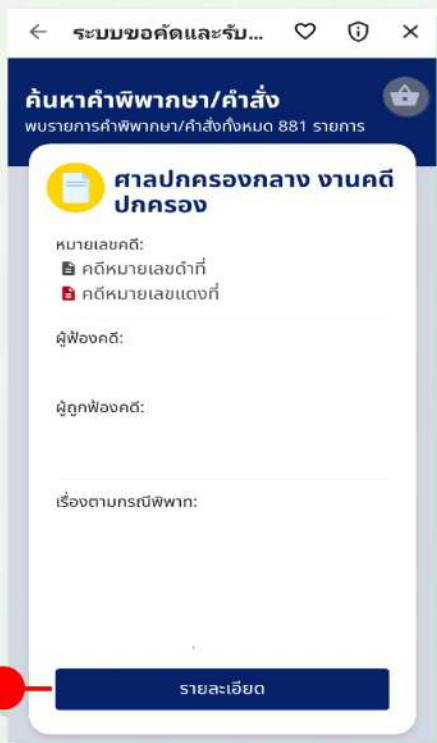 ระบบขอคัดและรับ...
ค้นหาคำพิพากษา/คำสั่ง
พบรายการคำพิพากษา/คำสั่งทั้งหมด 881 รายการ
ศาลปกครองกลาง งานคดี
ปกครอง
หมายเลขคดี:
คดีหมายเลขดำที่
คดีหมายเลขแดงที่
ผู้ฟ้องคดี:
ผู้ถูกฟ้องคดี:
เรื่องตามกรณีพิพาท:
รายละเอียด